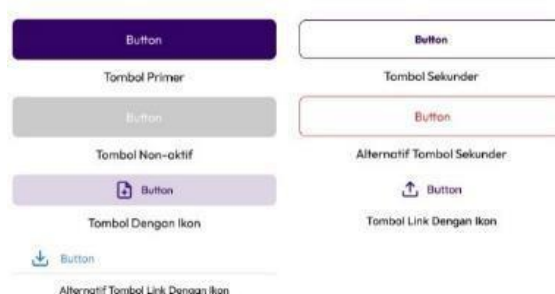 Button
Button
Tombol Primer
Tombol Sekunder
Button
Button
Tombol Non-aktif
Alternatif Tombol Sekunder
Button
Button
Tombol Dengan Ikon
Tombol Link Dengan Ikon
Button
Alternatif Tombol Link Dengan Ikon